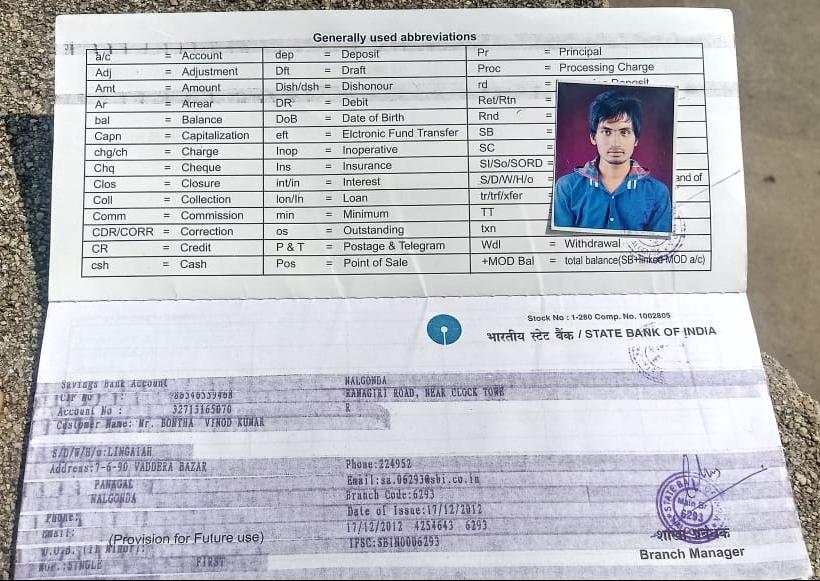 Generally used abbreviations
a/c = Account dep = Deposit Pr = Principal
Adj = Adjustment Dft = Draft Proc = Processing Charge
Amt = Amount Dish/dsh = Dishonour rd Deposit
Ar = Arrear DR = Debit Ret/Rtn =
bal = Balance DoB = Date of Birth Rnd =
Capn = Capitalization eft = Elctronic Fund Transfer SB =
chg/ch = Charge Inop = Inoperative SC =
Chq = Cheque Ins = Insurance SI/So/SORD =
Clos = Closure int/in = Interest S/D/W/H/o = and of
Coll = Collection lon/ln = Loan tr/trf/xfer
Comm = Commission min = Minimum TT
CDR/CORR = Correction os = Outstanding txn
CR = Credit P & T = Postage & Telegram Wdl = Withdrawal
csh = Cash Pos = Point of Sale +MOD Bal = total balance(SB+linked MOD a/c)
Stock No : 1-280 Comp. No. 1002805
भारतीय स्टेट बैंक / STATE BANK OF INDIA
Savings Bank Account NALGONDA
CIF No : RAMAGIRI ROAD, NEAR CLOCK TOWE
Account No : 32713165070 R
Customer Name: Mr. BONTHA VINOD KUMAR
S/D/W/H/o:LINGAIAH
Address:7-6-90 VADDERA BAZAR Phone:224952
PANAGAL Email:sa.06293@sbi.co.in
NALGONDA Branch Code:6293
Phone: Date of Issue:17/12/2012
Email: 17/12/2012 4254643 6293
(Provision for Future use) IFSC:SBIN0006293
D.O.B. (if Minor):
MOP.:SINGLE FIRST
STATE BA
Main Br
6293
शाखा प्रबंधक
Branch Manager